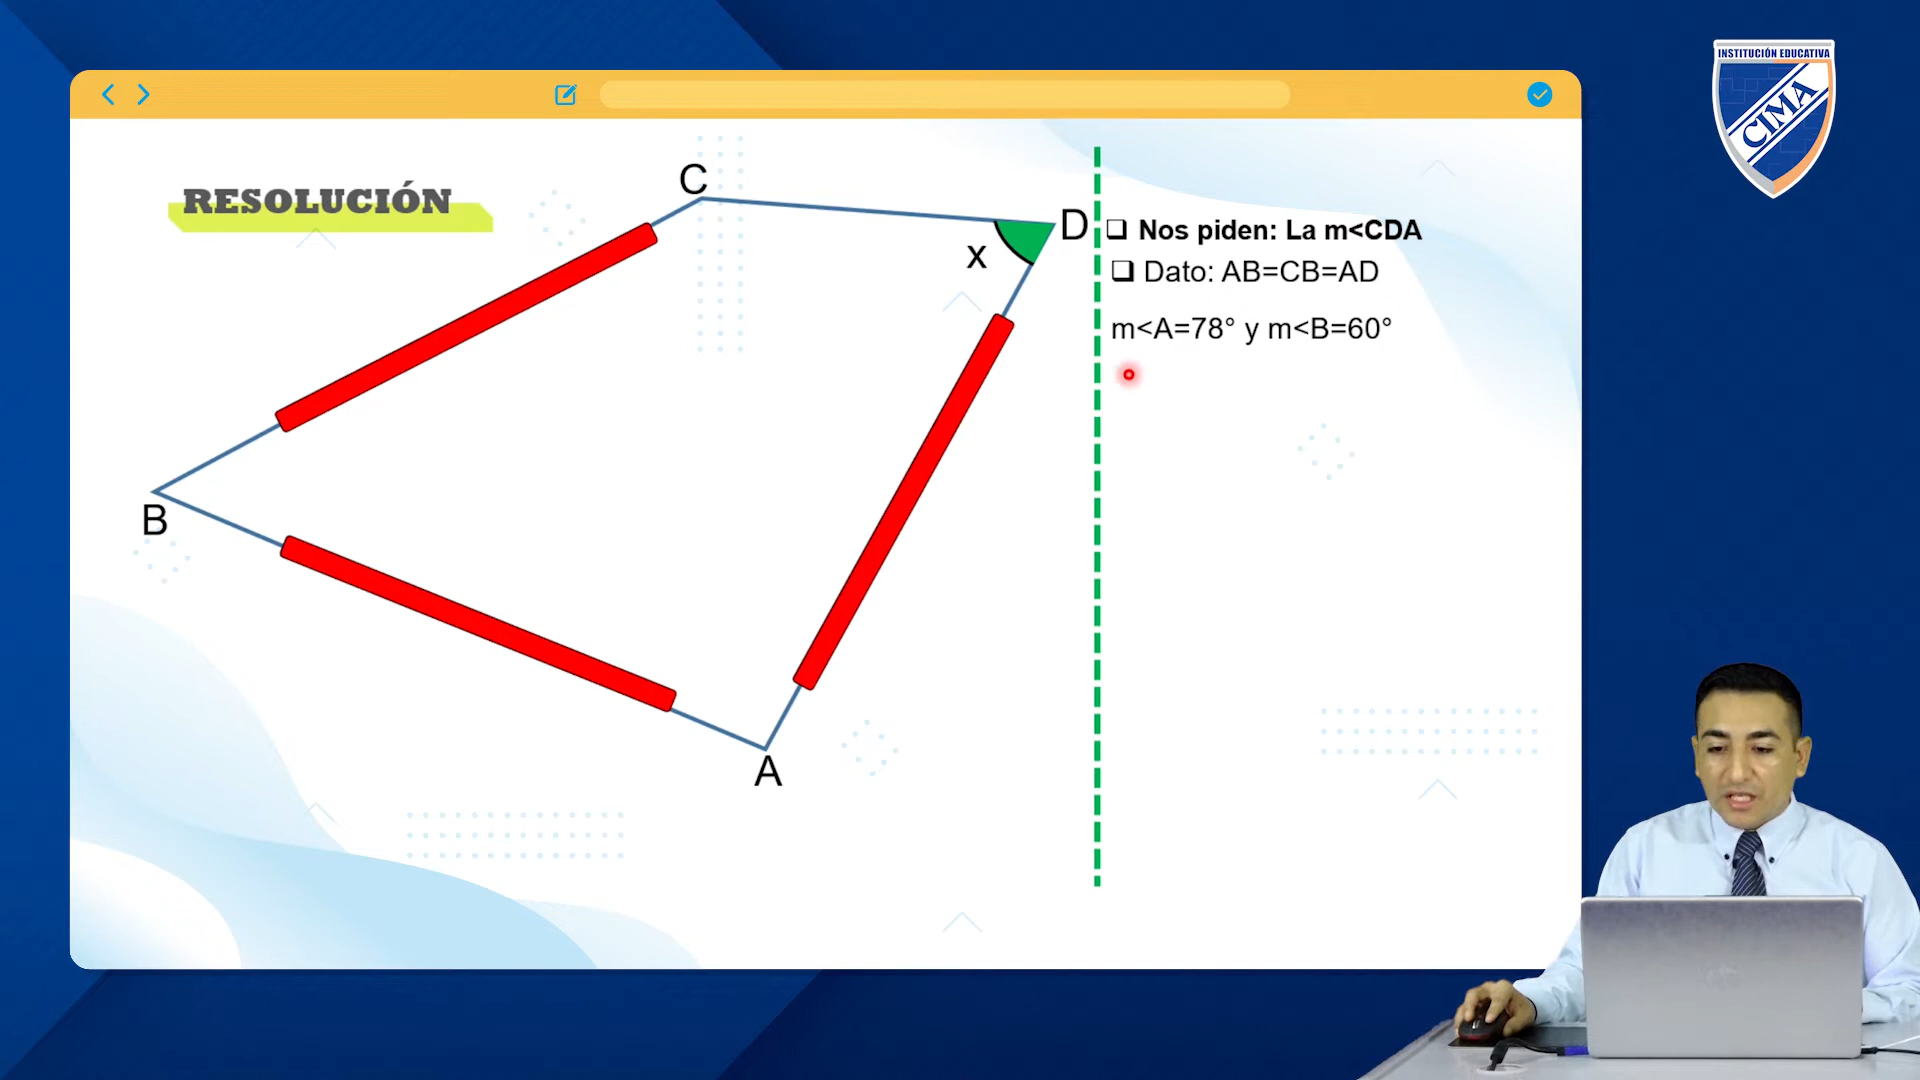 INSTITUCIÓN EDUCATIVA
CIMA
RESOLUCIÓN
C
D
x
B
A
Nos piden: La m<CDA
Dato: AB=CB=AD
m<A=78° y m<B=60°